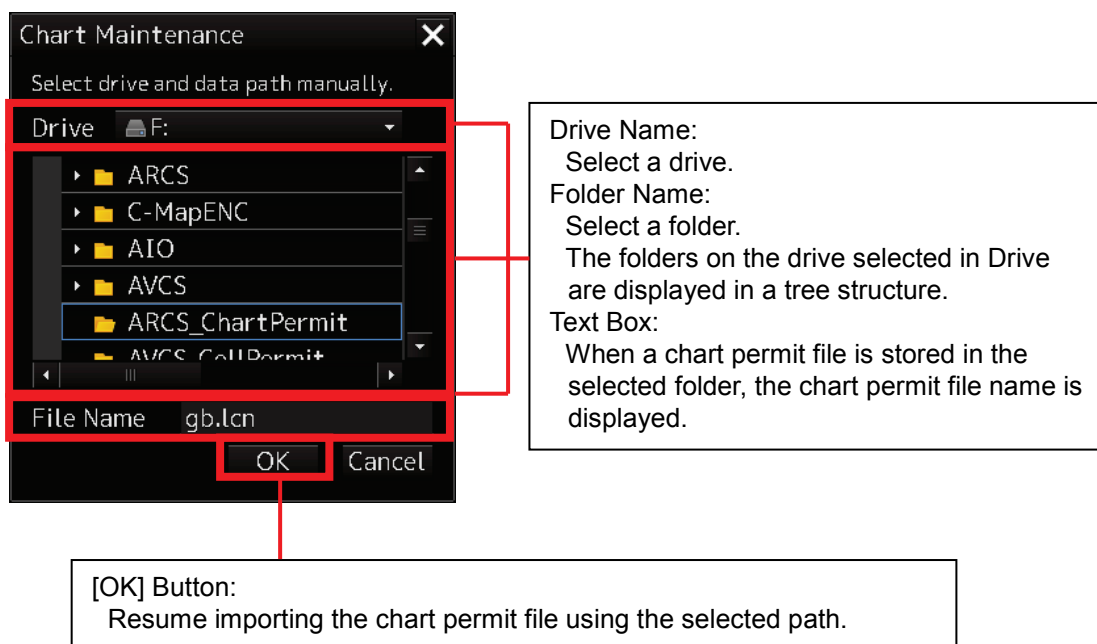 Chart Maintenance
Select drive and data path manually.
Drive F:
ARCS
C-MapENC
AIO
AVCS
ARCS_ChartPermit
AVCS_CellPermit
File Name gb.lcn
OK Cancel
Drive Name:
Select a drive.
Folder Name:
Select a folder.
The folders on the drive selected in Drive
are displayed in a tree structure.
Text Box:
When a chart permit file is stored in the
selected folder, the chart permit file name is
displayed.
[OK] Button:
Resume importing the chart permit file using the selected path.